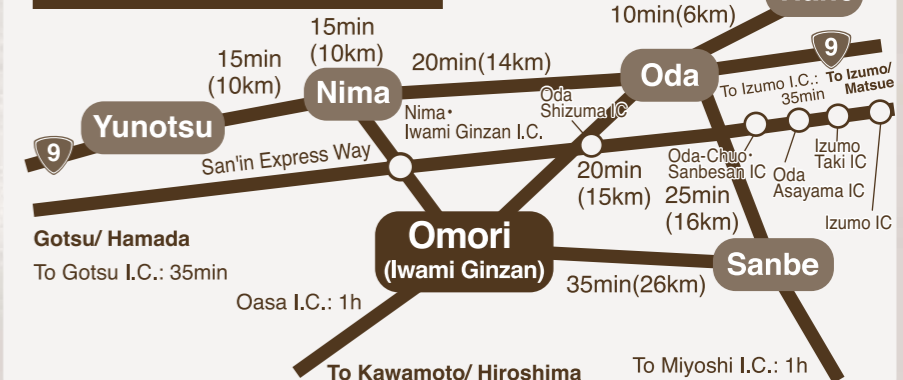 10min(6km)
15min
(10km)
15min
(10km)
20min(14km)
9
Oda
To Izumo I.C.:
35min
To Izumo/
Matsue
Nima
Yunotsu
9
Nima・
Iwami Ginzan I.C.
Oda
Shizuma IC
San'in Express Way
20min
(15km)
Oda-Chuo・
Sanbesan IC
25min
(16km)
Oda
Asayama IC
Izumo
Taki IC
Izumo IC
Gotsu/ Hamada
To Gotsu I.C.: 35min
Omori
(Iwami Ginzan)
Sanbe
35min(26km)
Oasa I.C.: 1h
To Kawamoto/ Hiroshima
To Miyoshi I.C.: 1h